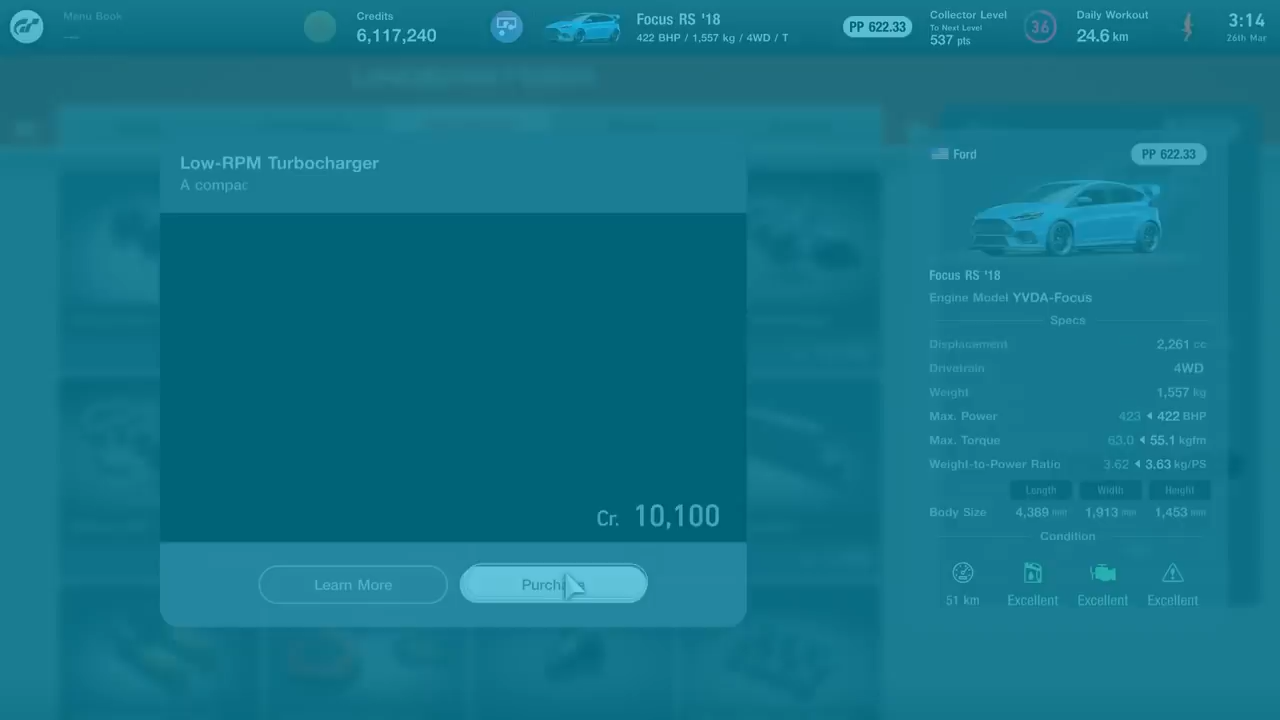 Menu Book
Credits
6,117,240
Focus RS '18
422 BHP / 1,557 kg / 4WD / T
PP 622.33
Collector Level
To Next Level
537 pts
36
Daily Workout
24.6 km
3:14
26th Mar
Low-RPM Turbocharger
A compac
Cr. 10,100
Learn More
Purcha
Ford
PP 622.33
Focus RS '18
Engine Model YVDA-Focus
Specs
Displacement 2,261 cc
Drivetrain 4WD
Weight 1,557 kg
Max. Power 423 422 BHP
Max. Torque 63.0 55.1 kgfm
Weight-to-Power Ratio 3.62 3.63 kg/PS
Length Width Height
Body Size 4,389 mm 1,913 mm 1,453 mm
Condition
51 km Excellent Excellent Excellent